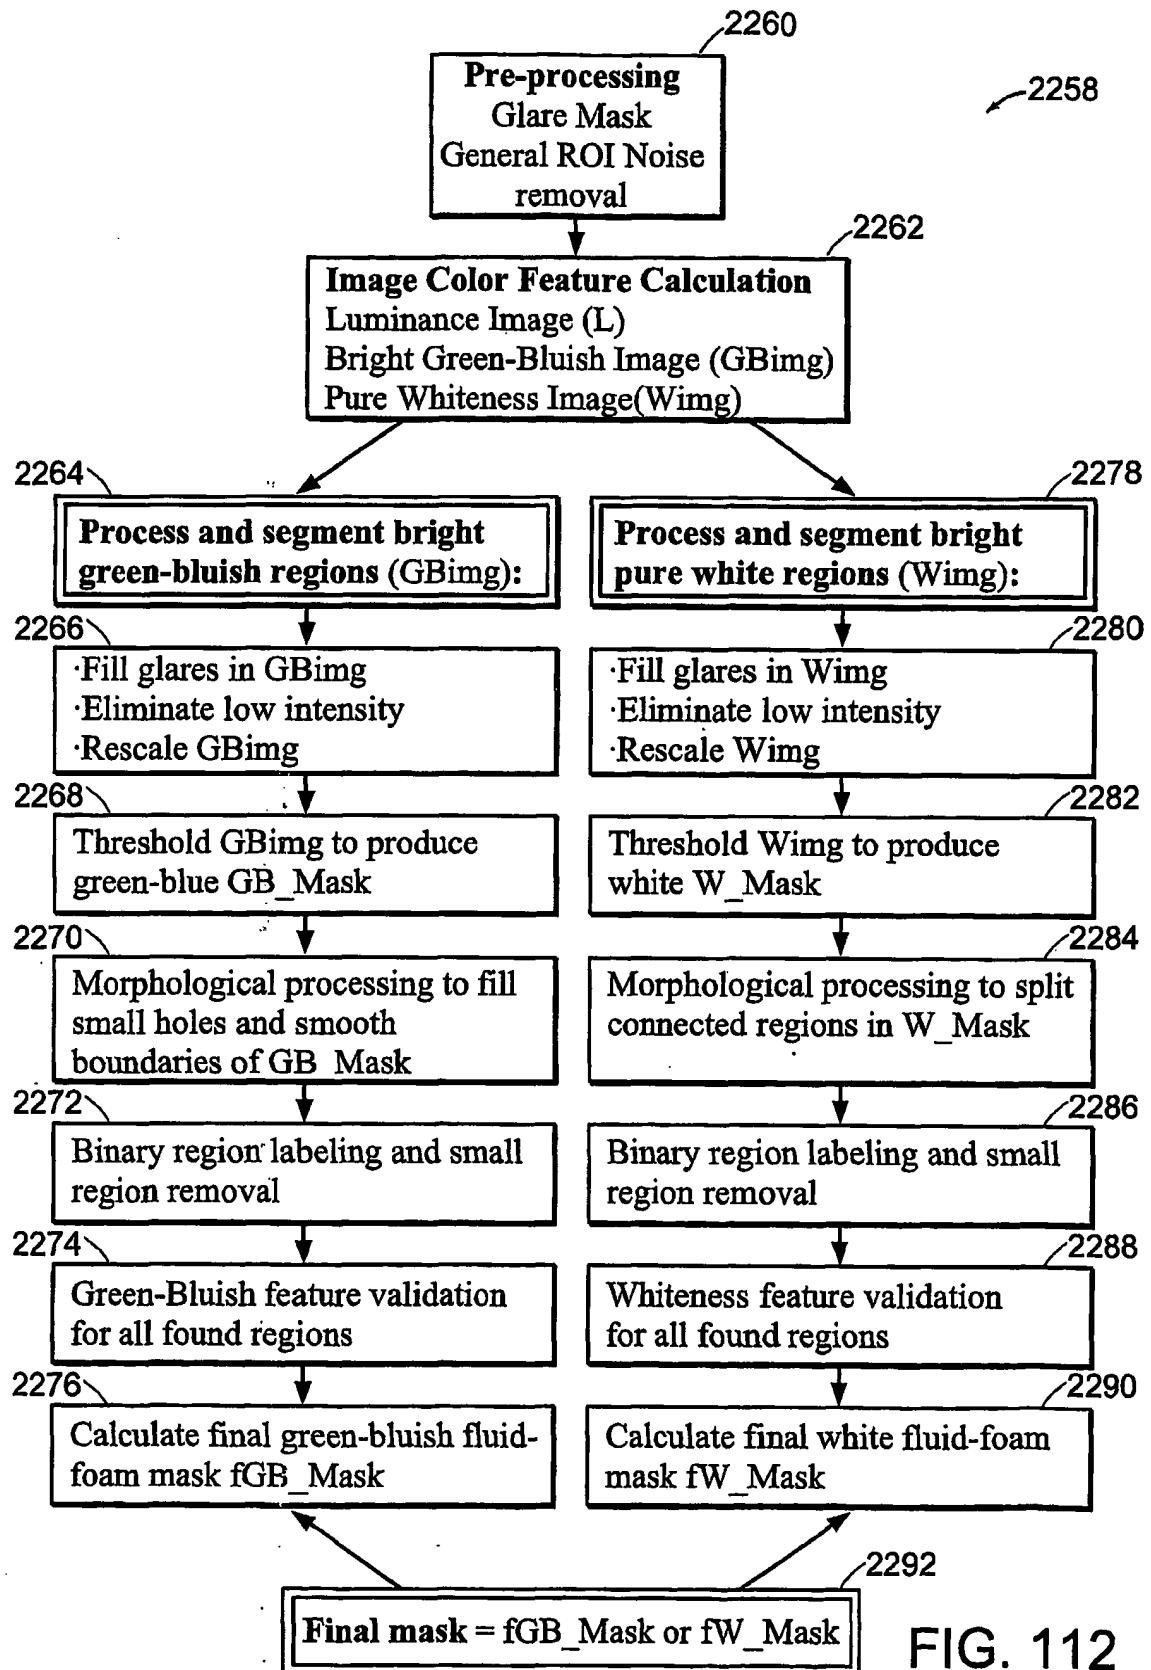 2260
Pre-processing
Glare Mask
General ROI Noise
removal
2258
2262
Image Color Feature Calculation
Luminance Image (L)
Bright Green-Bluish Image (GBimg)
Pure Whiteness Image(Wimg)
2264
Process and segment bright
green-bluish regions (GBimg):
2266
·Fill glares in GBimg
·Eliminate low intensity
·Rescale GBimg
2268
Threshold GBimg to produce
green-blue GB_Mask
2270
Morphological processing to fill
small holes and smooth
boundaries of GB_Mask
2272
Binary region labeling and small
region removal
2274
Green-Bluish feature validation
for all found regions
2276
Calculate final green-bluish fluid-
foam mask fGB_Mask
2278
Process and segment bright
pure white regions (Wimg):
2280
·Fill glares in Wimg
·Eliminate low intensity
·Rescale Wimg
2282
Threshold Wimg to produce
white W_Mask
2284
Morphological processing to split
connected regions in W_Mask
2286
Binary region labeling and small
region removal
2288
Whiteness feature validation
for all found regions
2290
Calculate final white fluid-foam
mask fW_Mask
2292
Final mask = fGB_Mask or fW_Mask
FIG. 112